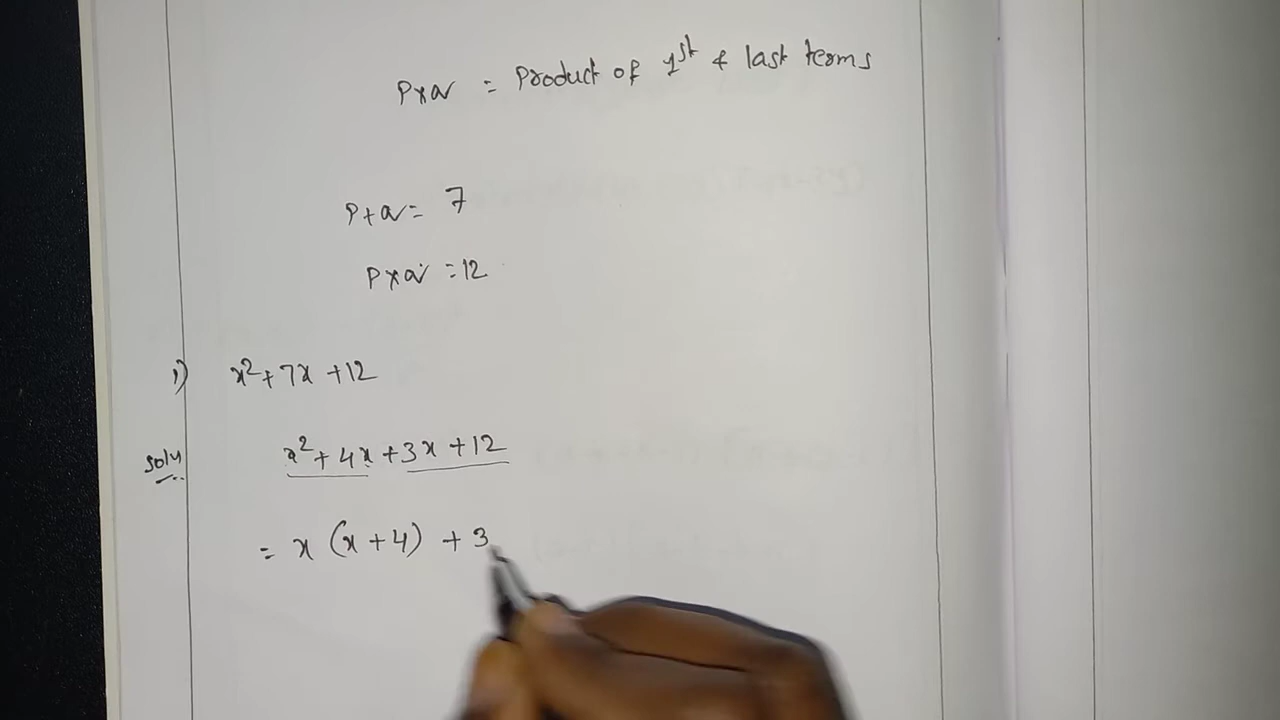 P×q = Product of 1st & last terms
P+q = 7
P×q = 12
1) x²+7x+12
Soln x²+4x+3x+12
= x(x+4)+3